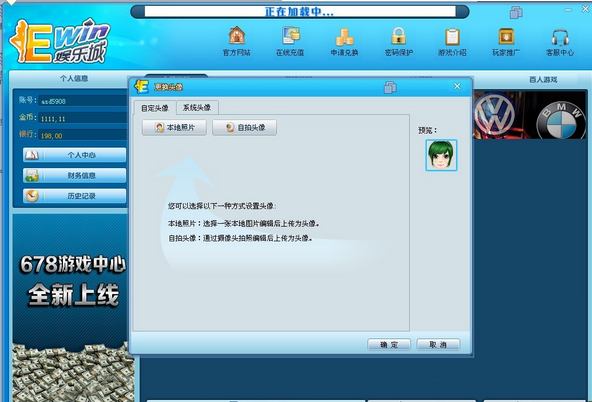 正在加载中...
EWin
娱乐城
官方网站
在线充值
申请兑换
密码保护
游戏介绍
玩家推广
客服中心
个人信息
百人游戏
账号: asd5908
金币: 1111,11
银行: 198,00
个人中心
财务信息
历史记录
678游戏中心
全新上线
更换头像
自定头像
系统头像
本地照片
自拍头像
预览:
您可以选择以下一种方式设置头像:
本地照片:选择一张本地图片编辑后上传为头像。
自拍头像:通过摄像头拍照编辑后上传为头像。
确 定
取 消
BMW